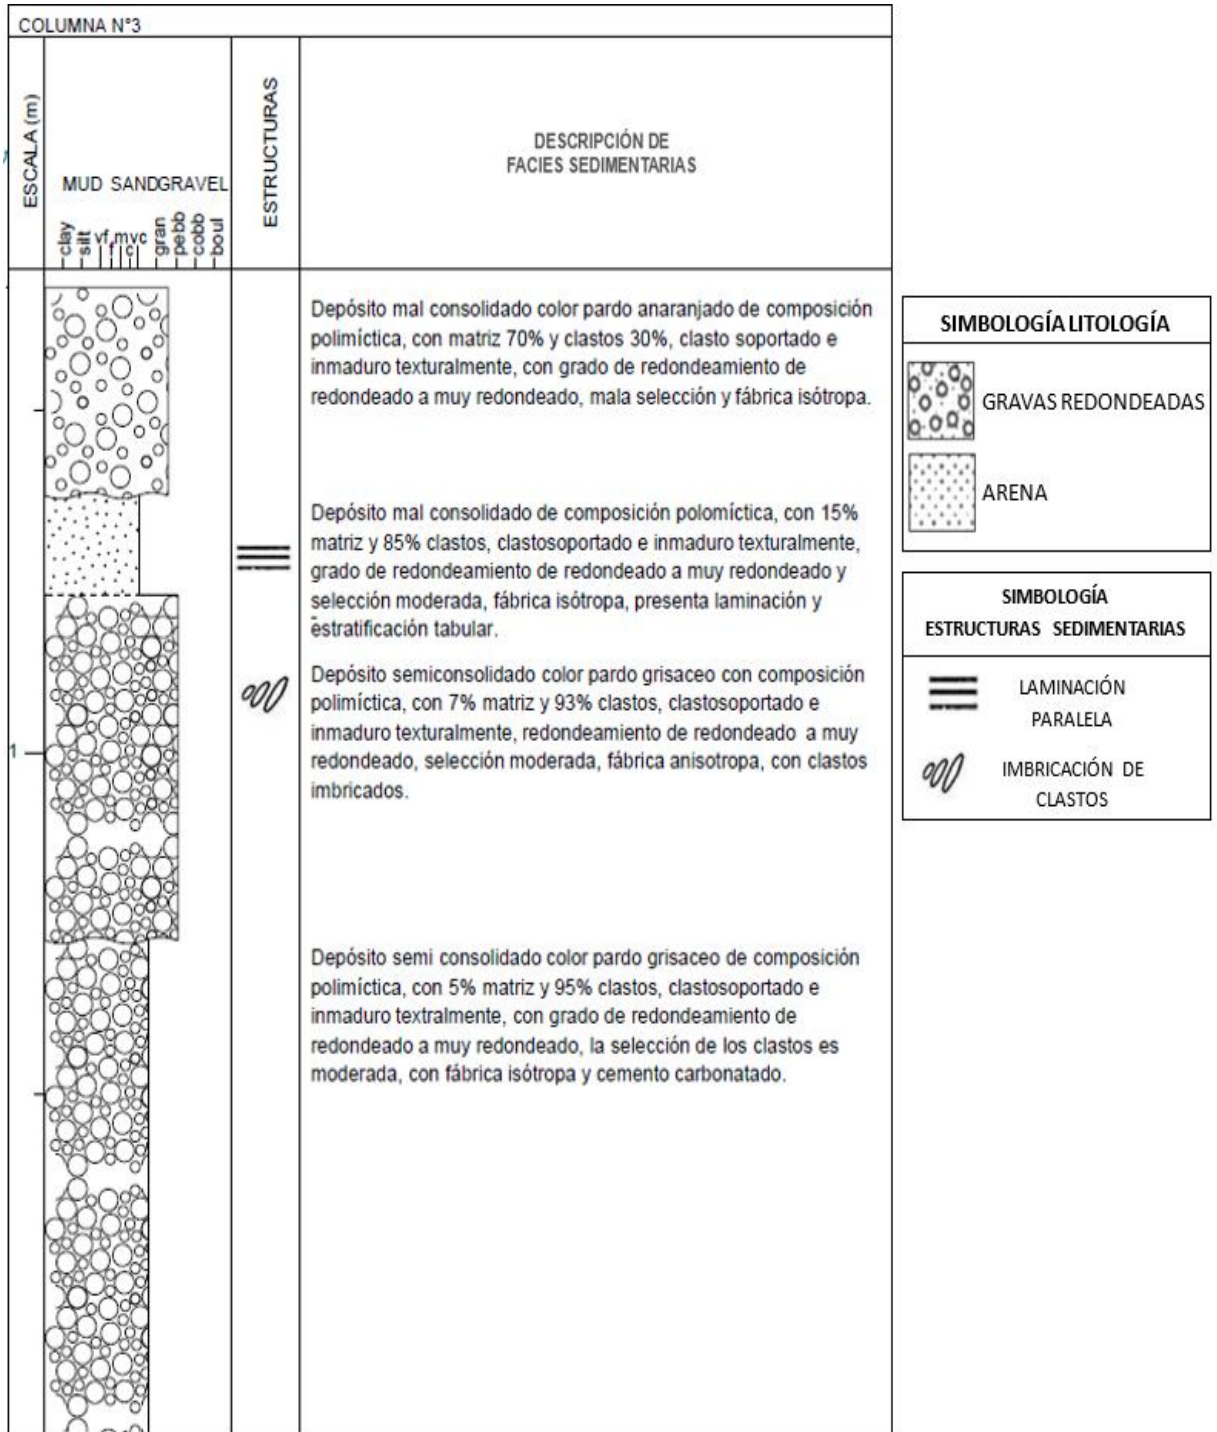 COLUMNA N°3
ESCALA (m)
MUD SANDGRAVEL
clay
silt
vf
f
m
c
vc
gran
pebb
cobb
boul
ESTRUCTURAS
DESCRIPCIÓN DE
FACIES SEDIMENTARIAS
Depósito mal consolidado color pardo anaranjado de composición
polimíctica, con matriz 70% y clastos 30%, clasto soportado e
inmaduro texturalmente, con grado de redondeamiento de
redondeado a muy redondeado, mala selección y fábrica isótropa.
Depósito mal consolidado de composición polomíctica, con 15%
matriz y 85% clastos, clastosoportado e inmaduro texturalmente,
grado de redondeamiento de redondeado a muy redondeado y
selección moderada, fábrica isótropa, presenta laminación y
estratificación tabular.
Depósito semiconsolidado color pardo grisaceo con composición
polimíctica, con 7% matriz y 93% clastos, clastosoportado e
inmaduro texturalmente, redondeamiento de redondeado a muy
redondeado, selección moderada, fábrica anisotropa, con clastos
imbricados.
1
Depósito semi consolidado color pardo grisaceo de composición
polimíctica, con 5% matriz y 95% clastos, clastosoportado e
inmaduro textralmente, con grado de redondeamiento de
redondeado a muy redondeado, la selección de los clastos es
moderada, con fábrica isótropa y cemento carbonatado.
SIMBOLOGÍA LITOLOGÍA
GRAVAS REDONDEADAS
ARENA
SIMBOLOGÍA
ESTRUCTURAS SEDIMENTARIAS
LAMINACIÓN
PARALELA
IMBRICACIÓN DE
CLASTOS